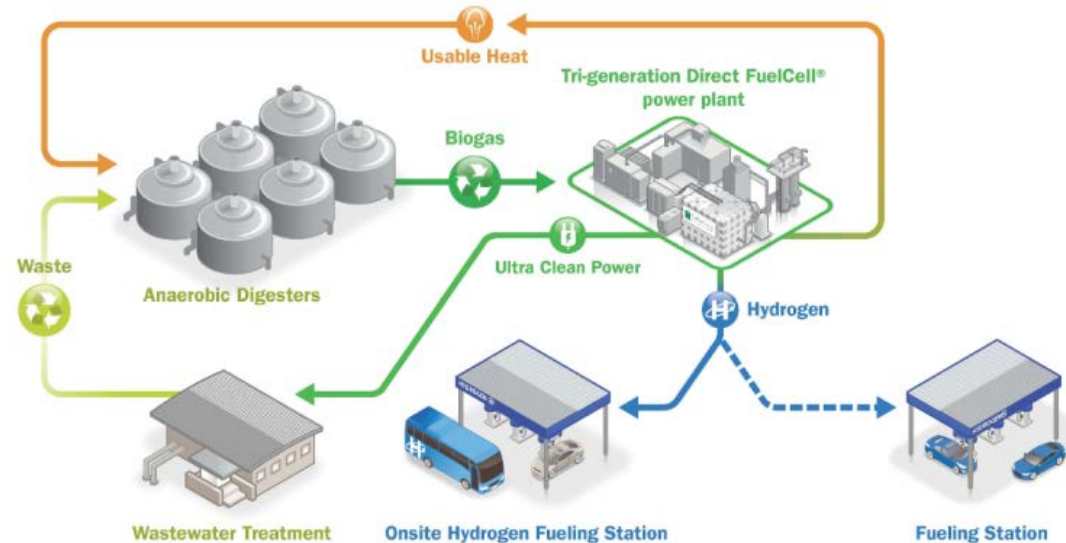 Usable Heat
Tri-generation Direct FuelCell®
power plant
Biogas
Ultra Clean Power
Waste
Anaerobic Digesters
Hydrogen
Wastewater Treatment
Onsite Hydrogen Fueling Station
Fueling Station